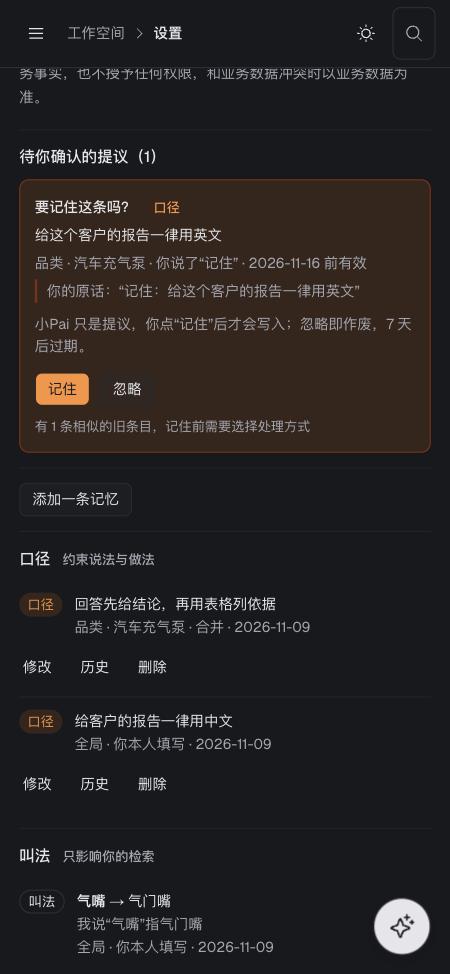 工作空间 > 设置
务事实，也不授予任何权限，和业务数据冲突时以业务数据为
准。
待你确认的提议（1）
要记住这条吗？ 口径
给这个客户的报告一律用英文
品类 · 汽车充气泵 · 你说了“记住” · 2026-11-16 前有效
你的原话：“记住：给这个客户的报告一律用英文”
小Pai 只是提议，你点“记住”后才会写入；忽略即作废，7 天
后过期。
记住 忽略
有 1 条相似的旧条目，记住前需要选择处理方式
添加一条记忆
口径 约束说法与做法
口径 回答先给结论，再用表格列依据
品类 · 汽车充气泵 · 合并 · 2026-11-09
修改 历史 删除
口径 给客户的报告一律用中文
全局 · 你本人填写 · 2026-11-09
修改 历史 删除
叫法 只影响你的检索
叫法 气嘴 → 气门嘴
我说“气嘴”指气门嘴
全局 · 你本人填写 · 2026-11-09